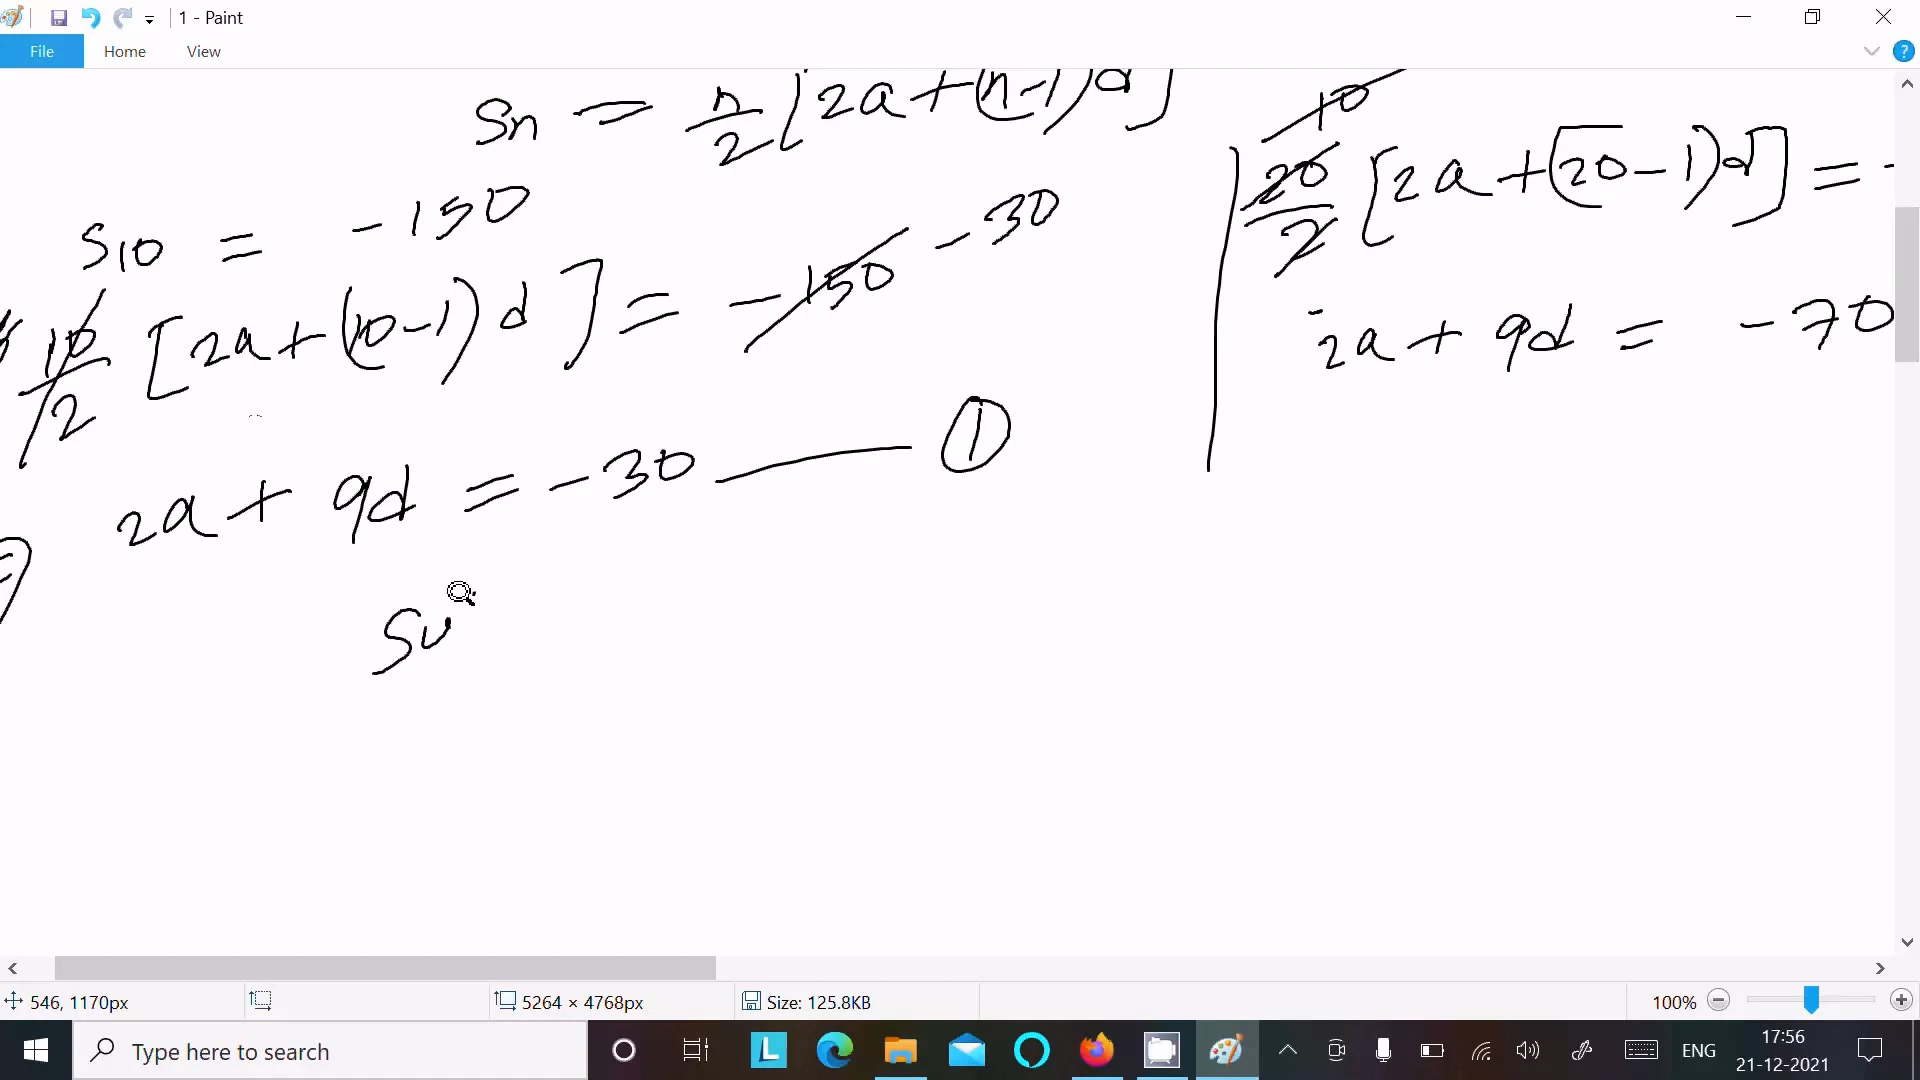 1 - Paint
File Home View
Sn = n/2 [2a+(n-1)d]
S10 = -150
10/2 [2a+(10-1)d] = -150 -30
2a + 9d = -30 — 1
Su
10
20/2 [2a+(20-1)d] = -
2a + 9d = -70
546, 1170px
5264 × 4768px
Size: 125.8KB
100%
Type here to search
L
ENG
17:56
21-12-2021